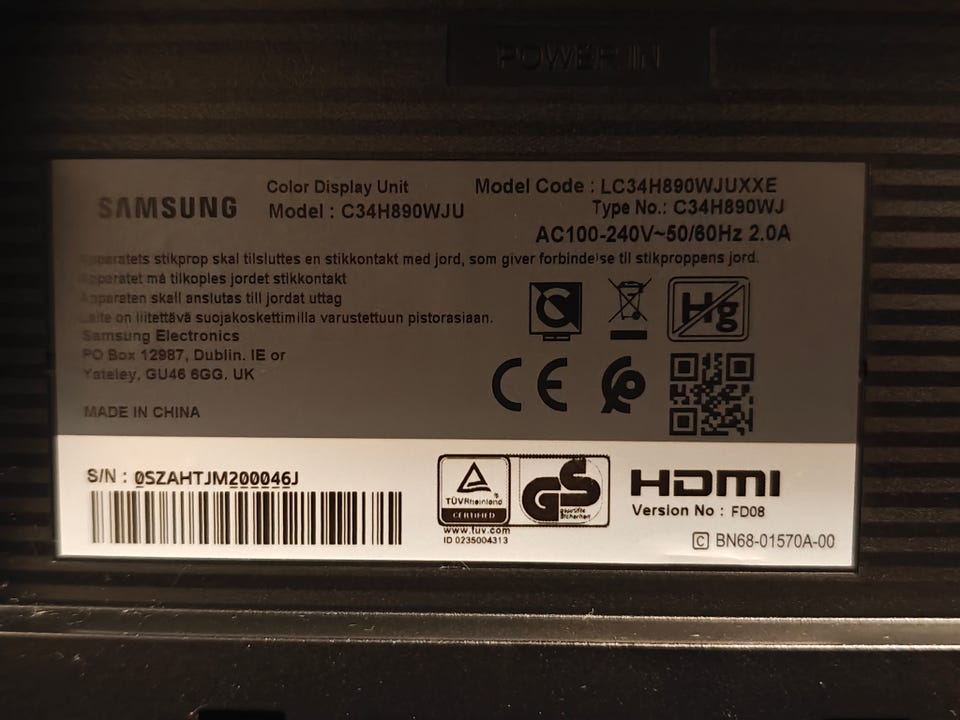 POWER IN
SAMSUNG
Color Display Unit
Model : C34H890WJU
Model Code : LC34H890WJUXXE
Type No.: C34H890WJ
AC100-240V~50/60Hz 2.0A
Apparatets stikprop skal tilsluttes en stikkontakt med jord, som giver forbindelse til stikproppens jord.
Apparatet må tilkoples jordet stikkontakt
Apparaten skall anslutas till jordat uttag
Laite on liitettävä suojakoskettimilla varustettuun pistorasiaan.
Samsung Electronics
PO Box 12987, Dublin. IE or
Yateley, GU46 6GG. UK
MADE IN CHINA
Hg
CE
S/N : 0SZAHTJM200046J
TÜVRheinland
CERTIFIED
www.tuv.com
ID 0235004313
GS
geprüfte
Sicherheit
HDMI
Version No : FD08
C BN68-01570A-00